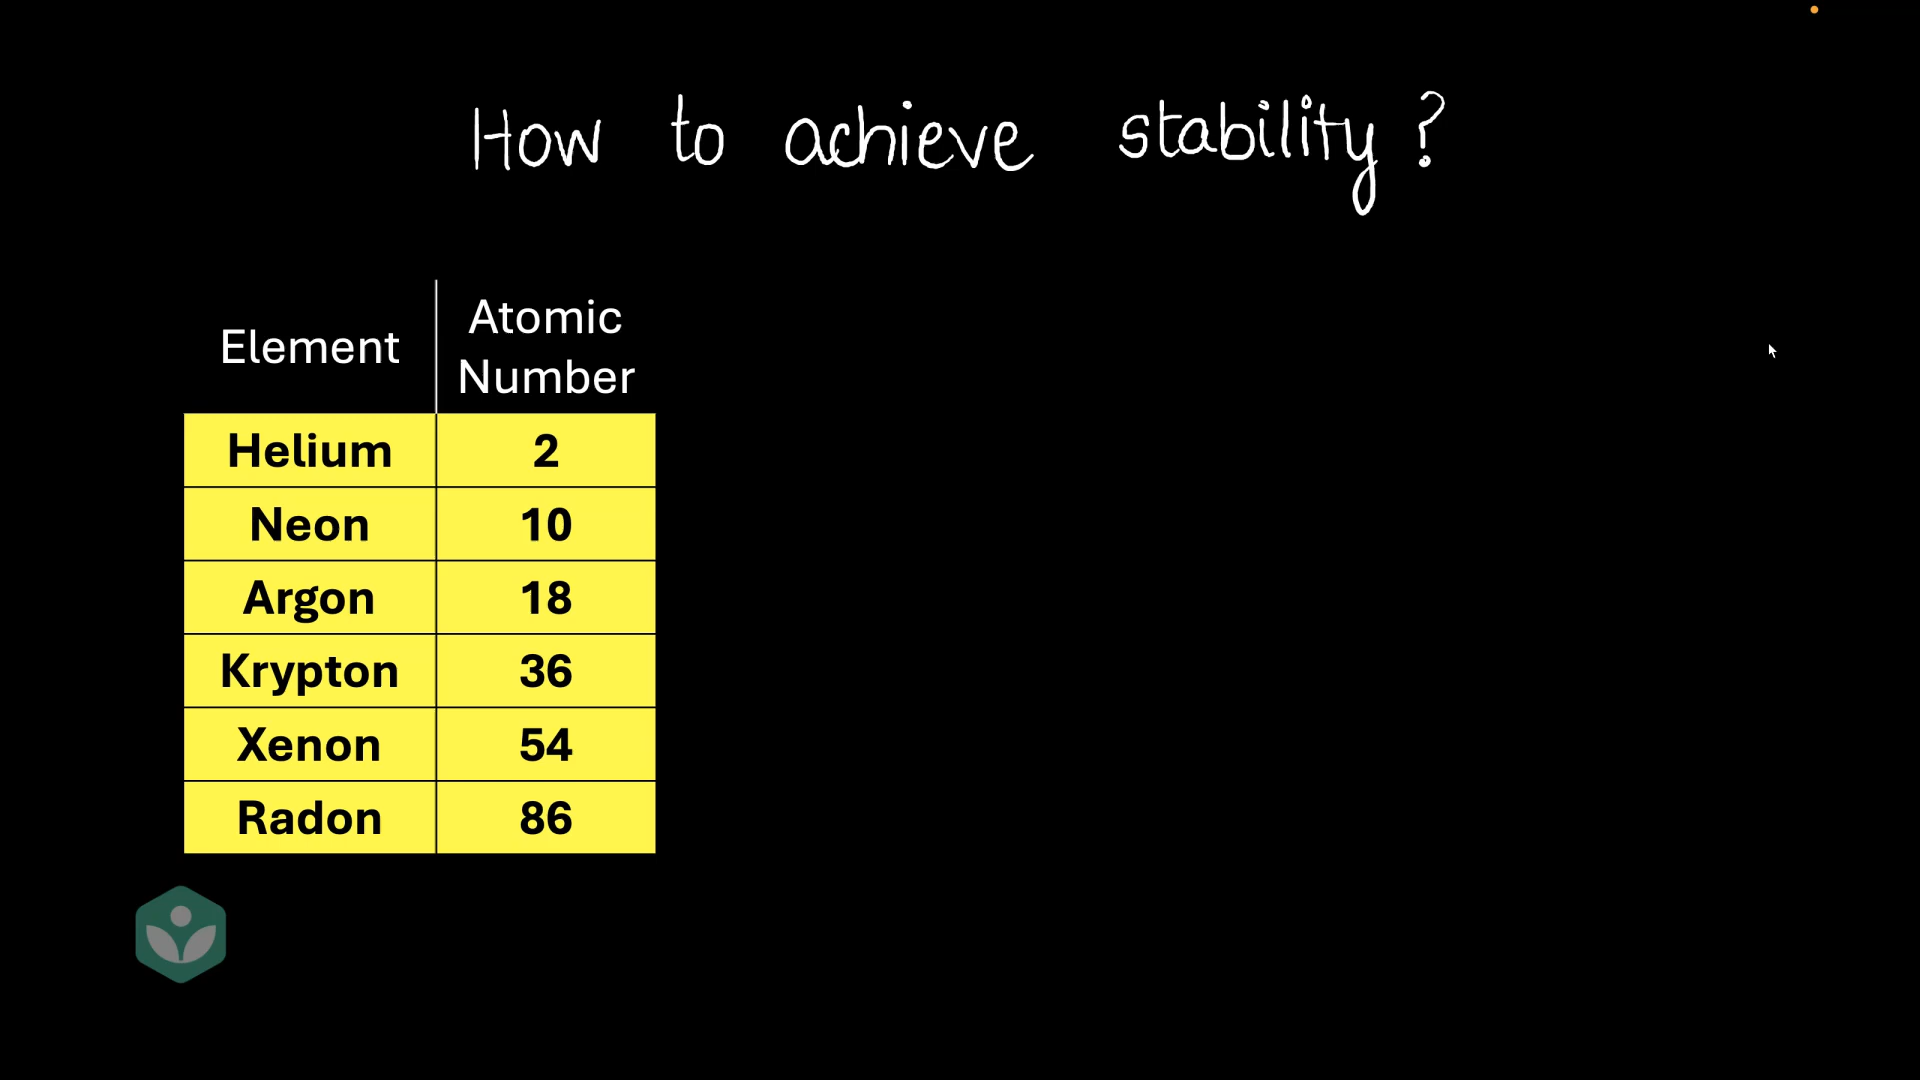 How to achieve stability ?
Element Atomic Number
Helium 2
Neon 10
Argon 18
Krypton 36
Xenon 54
Radon 86